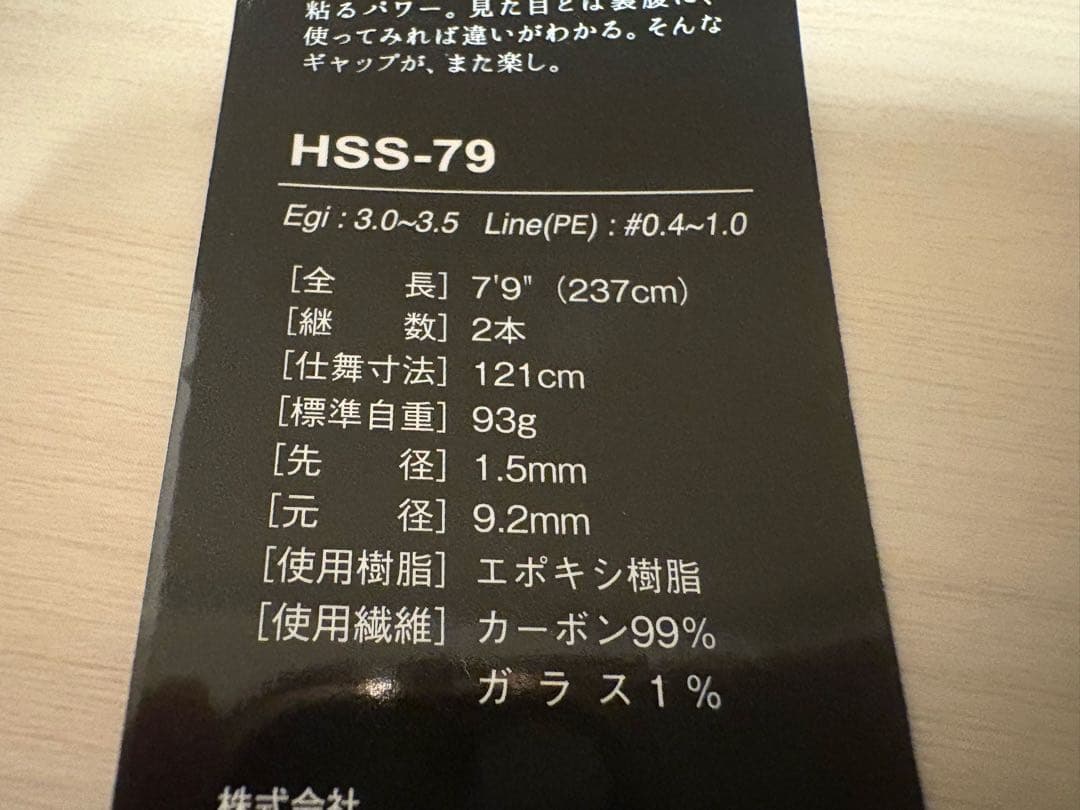 粘るパワー。見た目とは裏腹に、
使ってみれば違いがわかる。そんな
ギャップが、また楽し。
HSS-79
Egi : 3.0~3.5 Line(PE) : #0.4~1.0
[全 長] 7'9" (237cm)
[継 数] 2本
[仕舞寸法] 121cm
[標準自重] 93g
[先 径] 1.5mm
[元 径] 9.2mm
[使用樹脂] エポキシ樹脂
[使用繊維] カーボン99%
ガラス1%
株式会社